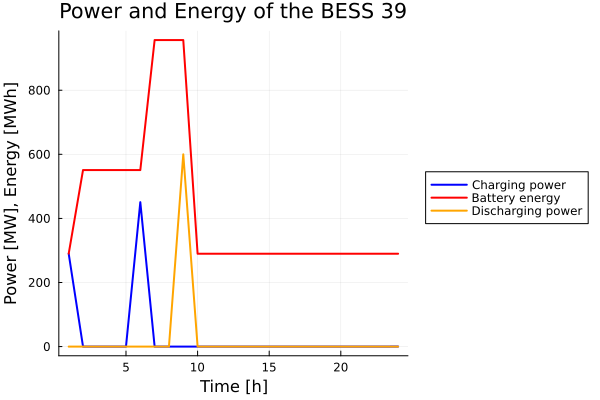 Power and Energy of the BESS 39
Power [MW], Energy [MWh]
800
600
400
200
0
5
10
15
20
Time [h]
Charging power
Battery energy
Discharging power